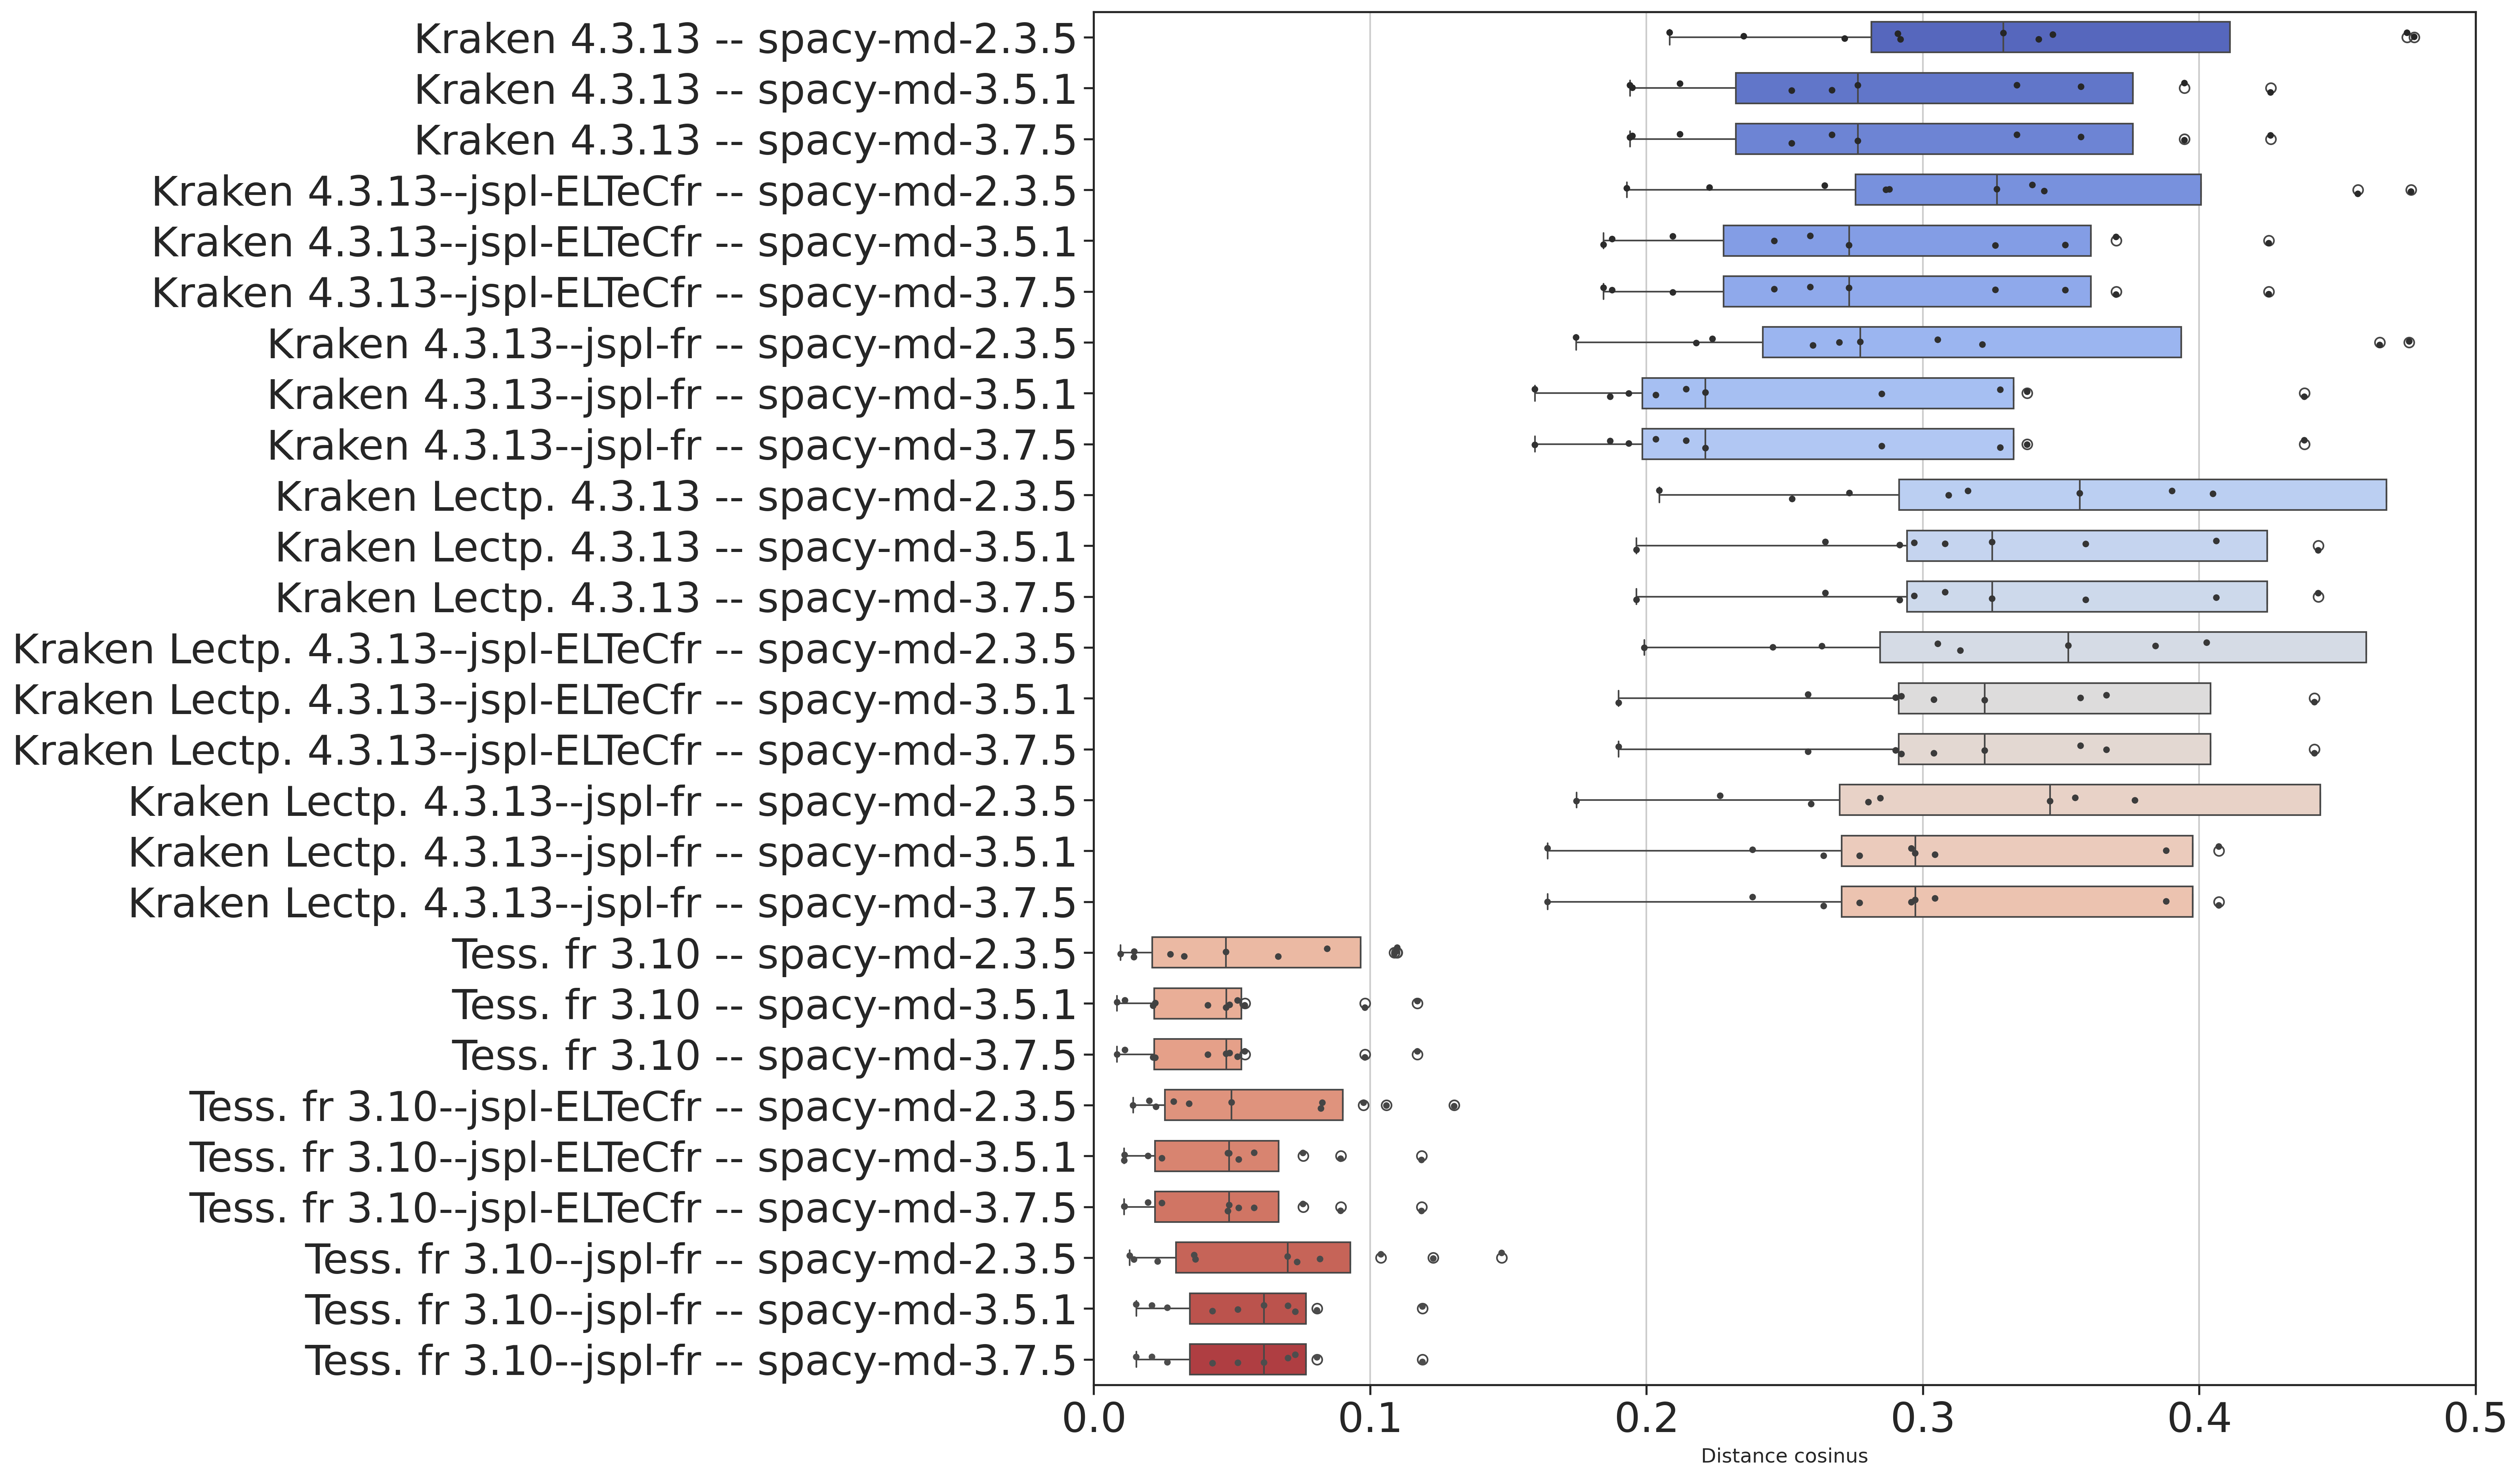 Kraken 4.3.13 -- spacy-md-2.3.5
Kraken 4.3.13 -- spacy-md-3.5.1
Kraken 4.3.13 -- spacy-md-3.7.5
Kraken 4.3.13--jspl-ELTeCfr -- spacy-md-2.3.5
Kraken 4.3.13--jspl-ELTeCfr -- spacy-md-3.5.1
Kraken 4.3.13--jspl-ELTeCfr -- spacy-md-3.7.5
Kraken 4.3.13--jspl-fr -- spacy-md-2.3.5
Kraken 4.3.13--jspl-fr -- spacy-md-3.5.1
Kraken 4.3.13--jspl-fr -- spacy-md-3.7.5
Kraken Lectp. 4.3.13 -- spacy-md-2.3.5
Kraken Lectp. 4.3.13 -- spacy-md-3.5.1
Kraken Lectp. 4.3.13 -- spacy-md-3.7.5
Kraken Lectp. 4.3.13--jspl-ELTeCfr -- spacy-md-2.3.5
Kraken Lectp. 4.3.13--jspl-ELTeCfr -- spacy-md-3.5.1
Kraken Lectp. 4.3.13--jspl-ELTeCfr -- spacy-md-3.7.5
Kraken Lectp. 4.3.13--jspl-fr -- spacy-md-2.3.5
Kraken Lectp. 4.3.13--jspl-fr -- spacy-md-3.5.1
Kraken Lectp. 4.3.13--jspl-fr -- spacy-md-3.7.5
Tess. fr 3.10 -- spacy-md-2.3.5
Tess. fr 3.10 -- spacy-md-3.5.1
Tess. fr 3.10 -- spacy-md-3.7.5
Tess. fr 3.10--jspl-ELTeCfr -- spacy-md-2.3.5
Tess. fr 3.10--jspl-ELTeCfr -- spacy-md-3.5.1
Tess. fr 3.10--jspl-ELTeCfr -- spacy-md-3.7.5
Tess. fr 3.10--jspl-fr -- spacy-md-2.3.5
Tess. fr 3.10--jspl-fr -- spacy-md-3.5.1
Tess. fr 3.10--jspl-fr -- spacy-md-3.7.5
0.0 0.1 0.2 0.3 0.4 0.5
Distance cosinus